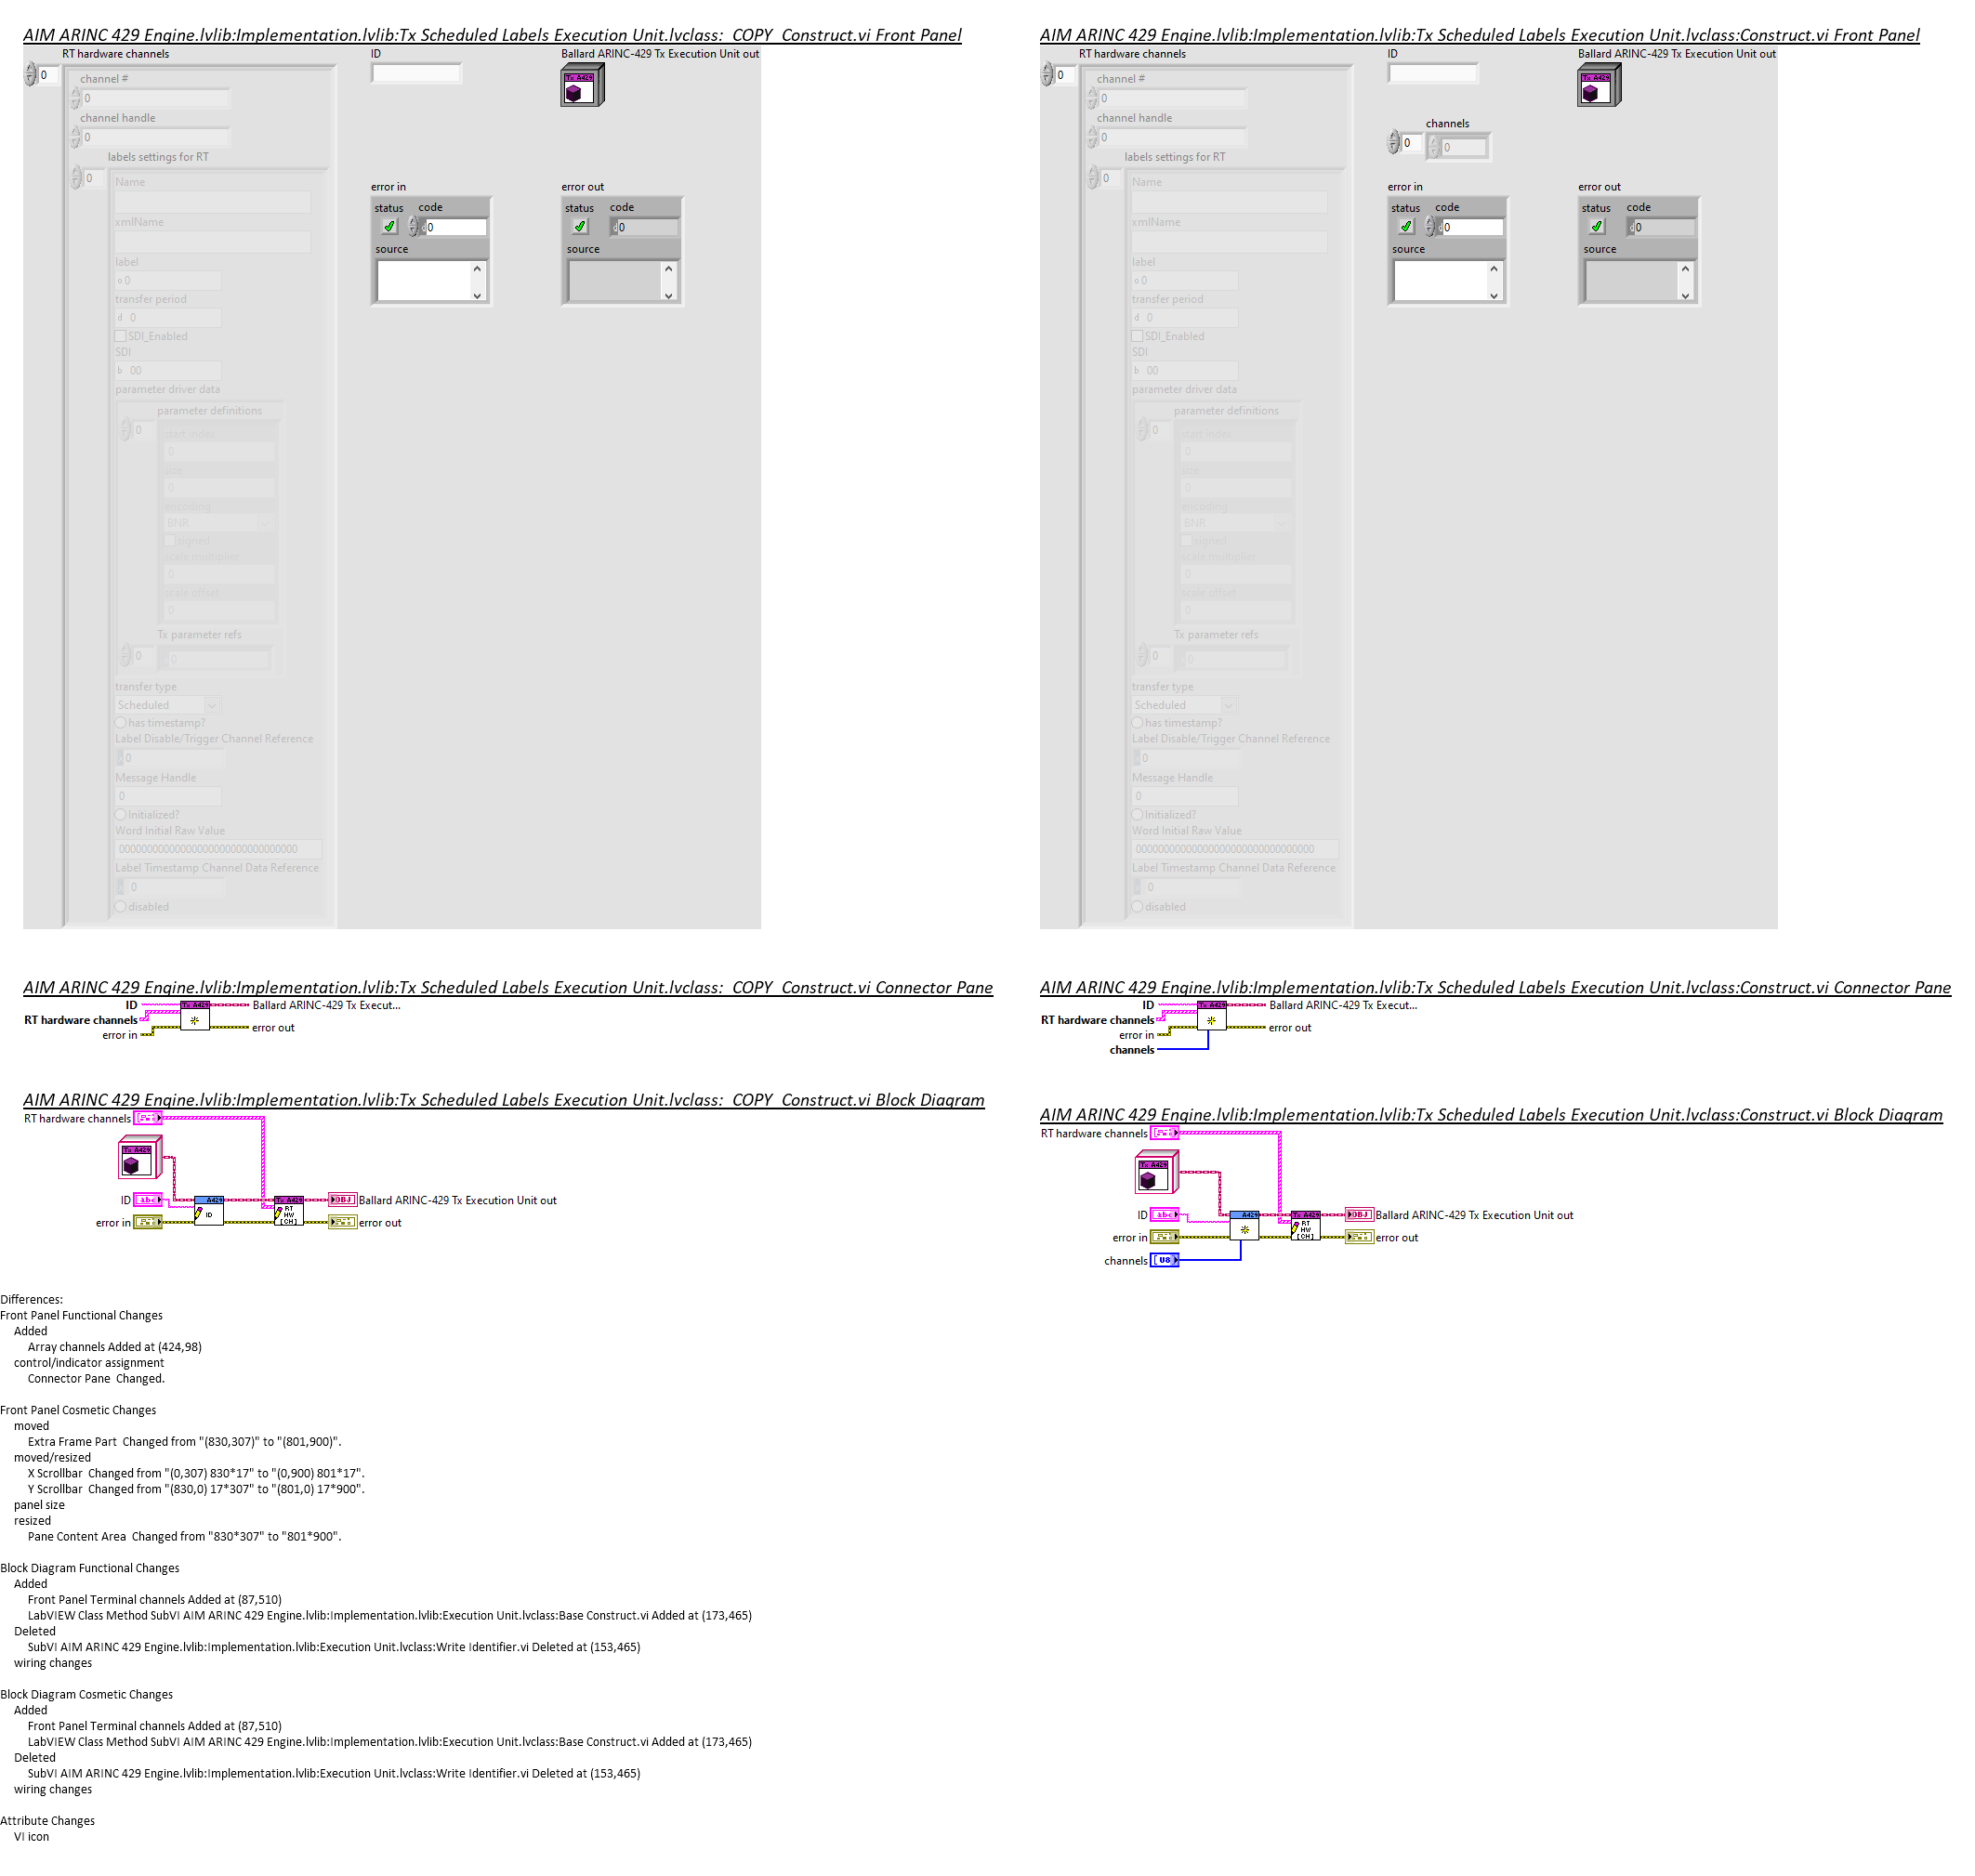 AIM ARINC 429 Engine.lvlib:Implementation.lvlib:Tx Scheduled Labels Execution Unit.lvclass:_COPY_Construct.vi Front Panel
RT hardware channels
ID
Ballard ARINC-429 Tx Execution Unit out
0
channel #
0
Tx A429
channel handle
0
labels settings for RT
0
Name
error in
error out
status
code
status
code
xmlName
0
0
source
source
label
0
transfer period
d 0
SDI_Enabled
SDI
b 00
parameter driver data
parameter definitions
0
start index
0
size
0
encoding
BNR
signed
scale multiplier
0
scale offset
0
Tx parameter refs
0
0
transfer type
Scheduled
has timestamp?
Label Disable/Trigger Channel Reference
0
Message Handle
0
Initialized?
Word Initial Raw Value
00000000000000000000000000000000
Label Timestamp Channel Data Reference
0
disabled
AIM ARINC 429 Engine.lvlib:Implementation.lvlib:Tx Scheduled Labels Execution Unit.lvclass:Construct.vi Front Panel
RT hardware channels
ID
Ballard ARINC-429 Tx Execution Unit out
0
channel #
0
Tx A429
channel handle
channels
0
0
0
labels settings for RT
0
Name
error in
error out
status
code
status
code
xmlName
0
0
source
source
label
0
transfer period
d 0
SDI_Enabled
SDI
b 00
parameter driver data
parameter definitions
0
start index
0
size
0
encoding
BNR
signed
scale multiplier
0
scale offset
0
Tx parameter refs
0
0
transfer type
Scheduled
has timestamp?
Label Disable/Trigger Channel Reference
0
Message Handle
0
Initialized?
Word Initial Raw Value
00000000000000000000000000000000
Label Timestamp Channel Data Reference
0
disabled
AIM ARINC 429 Engine.lvlib:Implementation.lvlib:Tx Scheduled Labels Execution Unit.lvclass:_COPY_Construct.vi Connector Pane
ID
Tx A429
Ballard ARINC-429 Tx Execut...
RT hardware channels
error in
error out
AIM ARINC 429 Engine.lvlib:Implementation.lvlib:Tx Scheduled Labels Execution Unit.lvclass:Construct.vi Connector Pane
ID
Tx A429
Ballard ARINC-429 Tx Execut...
RT hardware channels
error in
error out
channels
AIM ARINC 429 Engine.lvlib:Implementation.lvlib:Tx Scheduled Labels Execution Unit.lvclass:_COPY_Construct.vi Block Diagram
RT hardware channels
Tx A429
ID
abc
A429
ID
Tx A429
RT
HW
[CH]
OBJ
Ballard ARINC-429 Tx Execution Unit out
error in
error out
AIM ARINC 429 Engine.lvlib:Implementation.lvlib:Tx Scheduled Labels Execution Unit.lvclass:Construct.vi Block Diagram
RT hardware channels
Tx A429
ID
abc
A429
Tx A429
RT
HW
[CH]
OBJ
Ballard ARINC-429 Tx Execution Unit out
error in
error out
channels
[U8]
Differences:
Front Panel Functional Changes
Added
Array channels Added at (424,98)
control/indicator assignment
Connector Pane  Changed.
Front Panel Cosmetic Changes
moved
Extra Frame Part  Changed from "(830,307)" to "(801,900)".
moved/resized
X Scrollbar  Changed from "(0,307) 830*17" to "(0,900) 801*17".
Y Scrollbar  Changed from "(830,0) 17*307" to "(801,0) 17*900".
panel size
resized
Pane Content Area  Changed from "830*307" to "801*900".
Block Diagram Functional Changes
Added
Front Panel Terminal channels Added at (87,510)
LabVIEW Class Method SubVI AIM ARINC 429 Engine.lvlib:Implementation.lvlib:Execution Unit.lvclass:Base Construct.vi Added at (173,465)
Deleted
SubVI AIM ARINC 429 Engine.lvlib:Implementation.lvlib:Execution Unit.lvclass:Write Identifier.vi Deleted at (153,465)
wiring changes
Block Diagram Cosmetic Changes
Added
Front Panel Terminal channels Added at (87,510)
LabVIEW Class Method SubVI AIM ARINC 429 Engine.lvlib:Implementation.lvlib:Execution Unit.lvclass:Base Construct.vi Added at (173,465)
Deleted
SubVI AIM ARINC 429 Engine.lvlib:Implementation.lvlib:Execution Unit.lvclass:Write Identifier.vi Deleted at (153,465)
wiring changes
Attribute Changes
VI icon